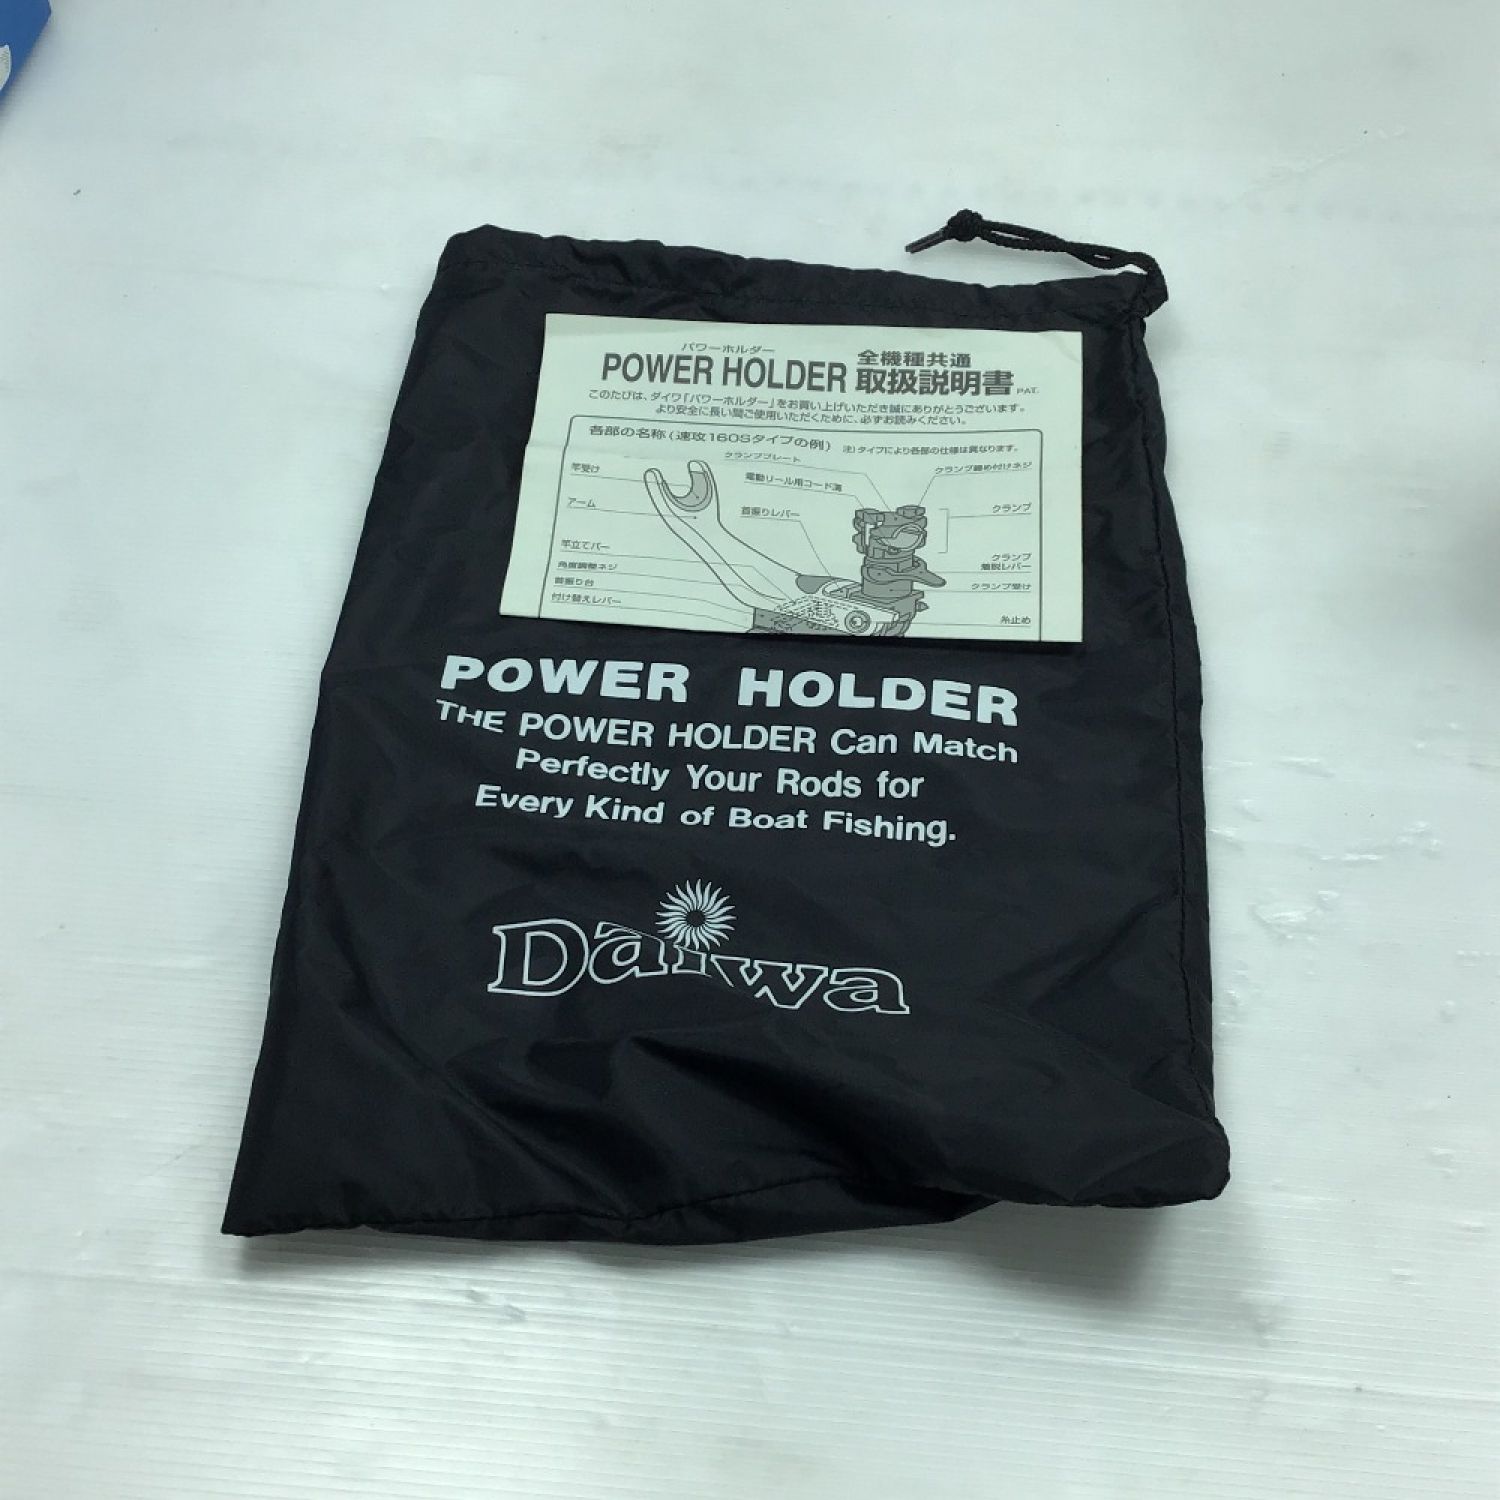 パワーホルダー
POWER HOLDER 全機種共通 取扱説明書 PAT.
このたびは、ダイワ「パワーホルダー」をお買い上げいただき誠にありがとうございます。
より安全に長い間ご使用いただくために、必ずお読みください。
各部の名称(速攻160Sタイプの例) 注)タイプにより各部の仕様は異なります。
クランププレート
竿受け
電動リール用コード溝
クランプ締め付けネジ
アーム
首振りレバー
クランプ
竿立てバー
クランプ
着脱レバー
角度調整ネジ
首振り台
クランプ受け
付け替えレバー
糸止め
POWER HOLDER
THE POWER HOLDER Can Match
Perfectly Your Rods for
Every Kind of Boat Fishing.
Daiwa